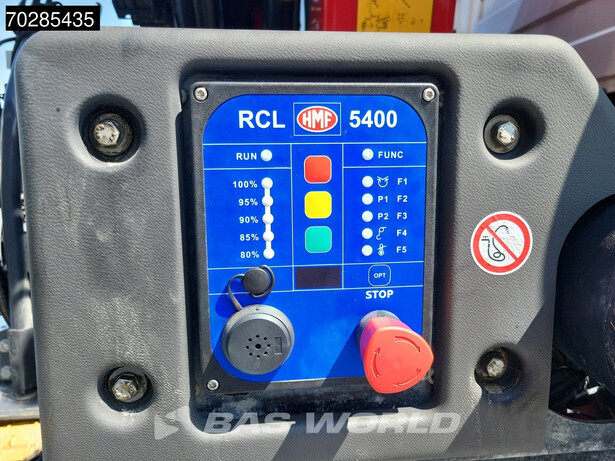 70285435
RCL HMF 5400
RUN FUNC
100% F1
95% P1 F2
90% P2 F3
85% F4
80% F5
OPT
STOP
BAS WORLD